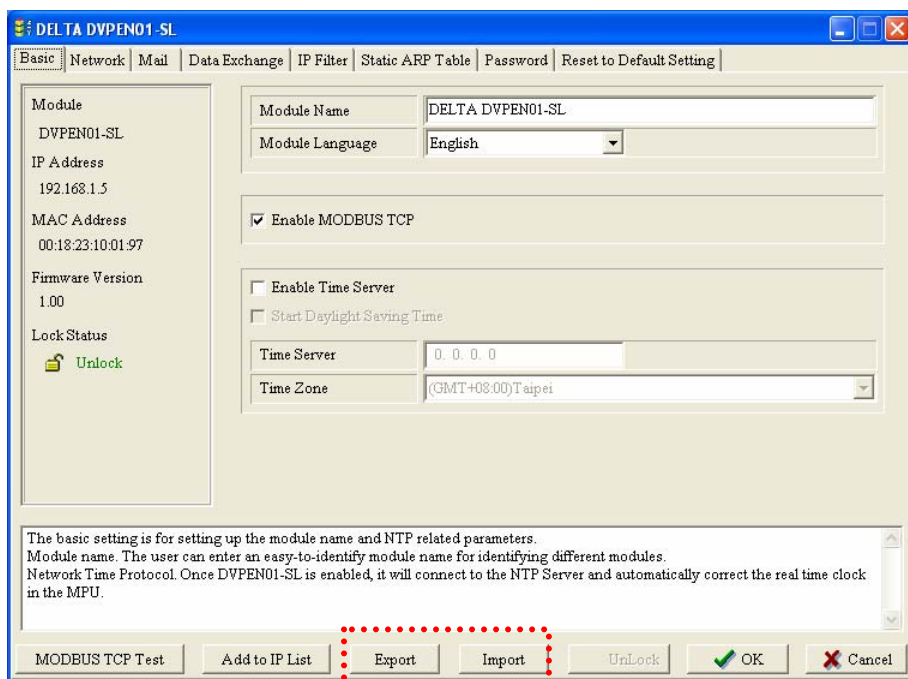 DELTA DVPEN01-SL
Basic Network Mail Data Exchange IP Filter Static ARP Table Password Reset to Default Setting
Module
DVPEN01-SL
IP Address
192.168.1.5
MAC Address
00:18:23:10:01:97
Firmware Version
1.00
Lock Status
Unlock
Module Name DELTA DVPEN01-SL
Module Language English
Enable MODBUS TCP
Enable Time Server
Start Daylight Saving Time
Time Server 0. 0. 0. 0
Time Zone (GMT+08:00)Taipei
The basic setting is for setting up the module name and NTP related parameters.
Module name. The user can enter an easy-to-identify module name for identifying different modules.
Network Time Protocol. Once DVPEN01-SL is enabled, it will connect to the NTP Server and automatically correct the real time clock
in the MPU.
MODBUS TCP Test Add to IP List Export Import UnLock OK Cancel